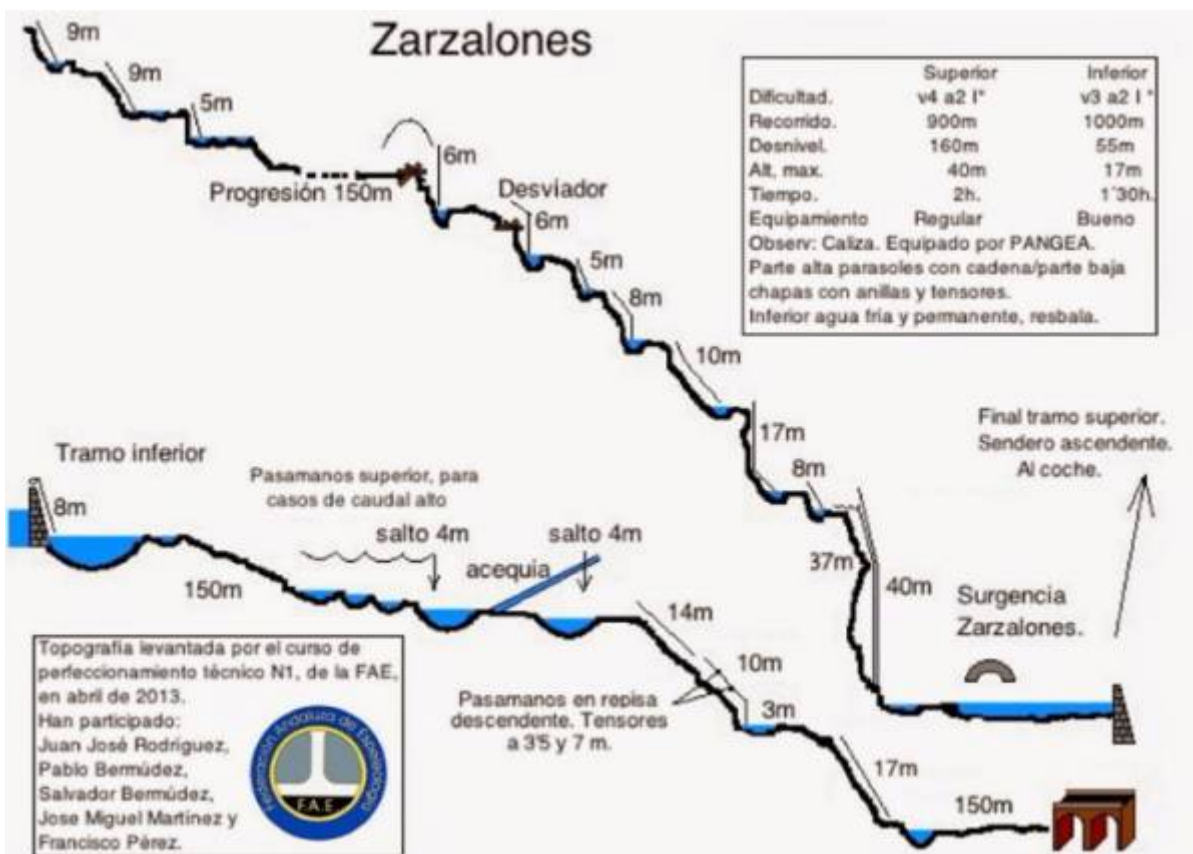 Zarzalones
9m
9m
5m
Progresión 150m
6m
Desviador
6m
5m
8m
10m
17m
8m
37m
40m
Superior Inferior
Dificultad. v4 a2 I° v3 a2 I °
Recorrido. 900m 1000m
Desnivel. 160m 55m
Alt. max. 40m 17m
Tiempo. 2h. 1´30h.
Equipamiento Regular Bueno
Observ: Caliza. Equipado por PANGEA.
Parte alta parasoles con cadena/parte baja
chapas con anillas y tensores.
Inferior agua fria y permanente, resbala.
Final tramo superior.
Sendero ascendente.
Al coche.
Surgencia
Zarzalones.
Tramo inferior
8m
150m
Pasamanos superior, para
casos de caudal alto
salto 4m
acequia
salto 4m
14m
10m
3m
Pasamanos en repisa
descendente. Tensores
a 3'5 y 7 m.
17m
150m
Topografía levantada por el curso de
perfeccionamiento técnico N1, de la FAE,
en abril de 2013.
Han participado:
Juan José Rodriguez,
Pablo Bermúdez,
Salvador Bermúdez,
Jose Miguel Martínez y
Francisco Pérez.
Federación Andaluza de Espeleología
F.A.E